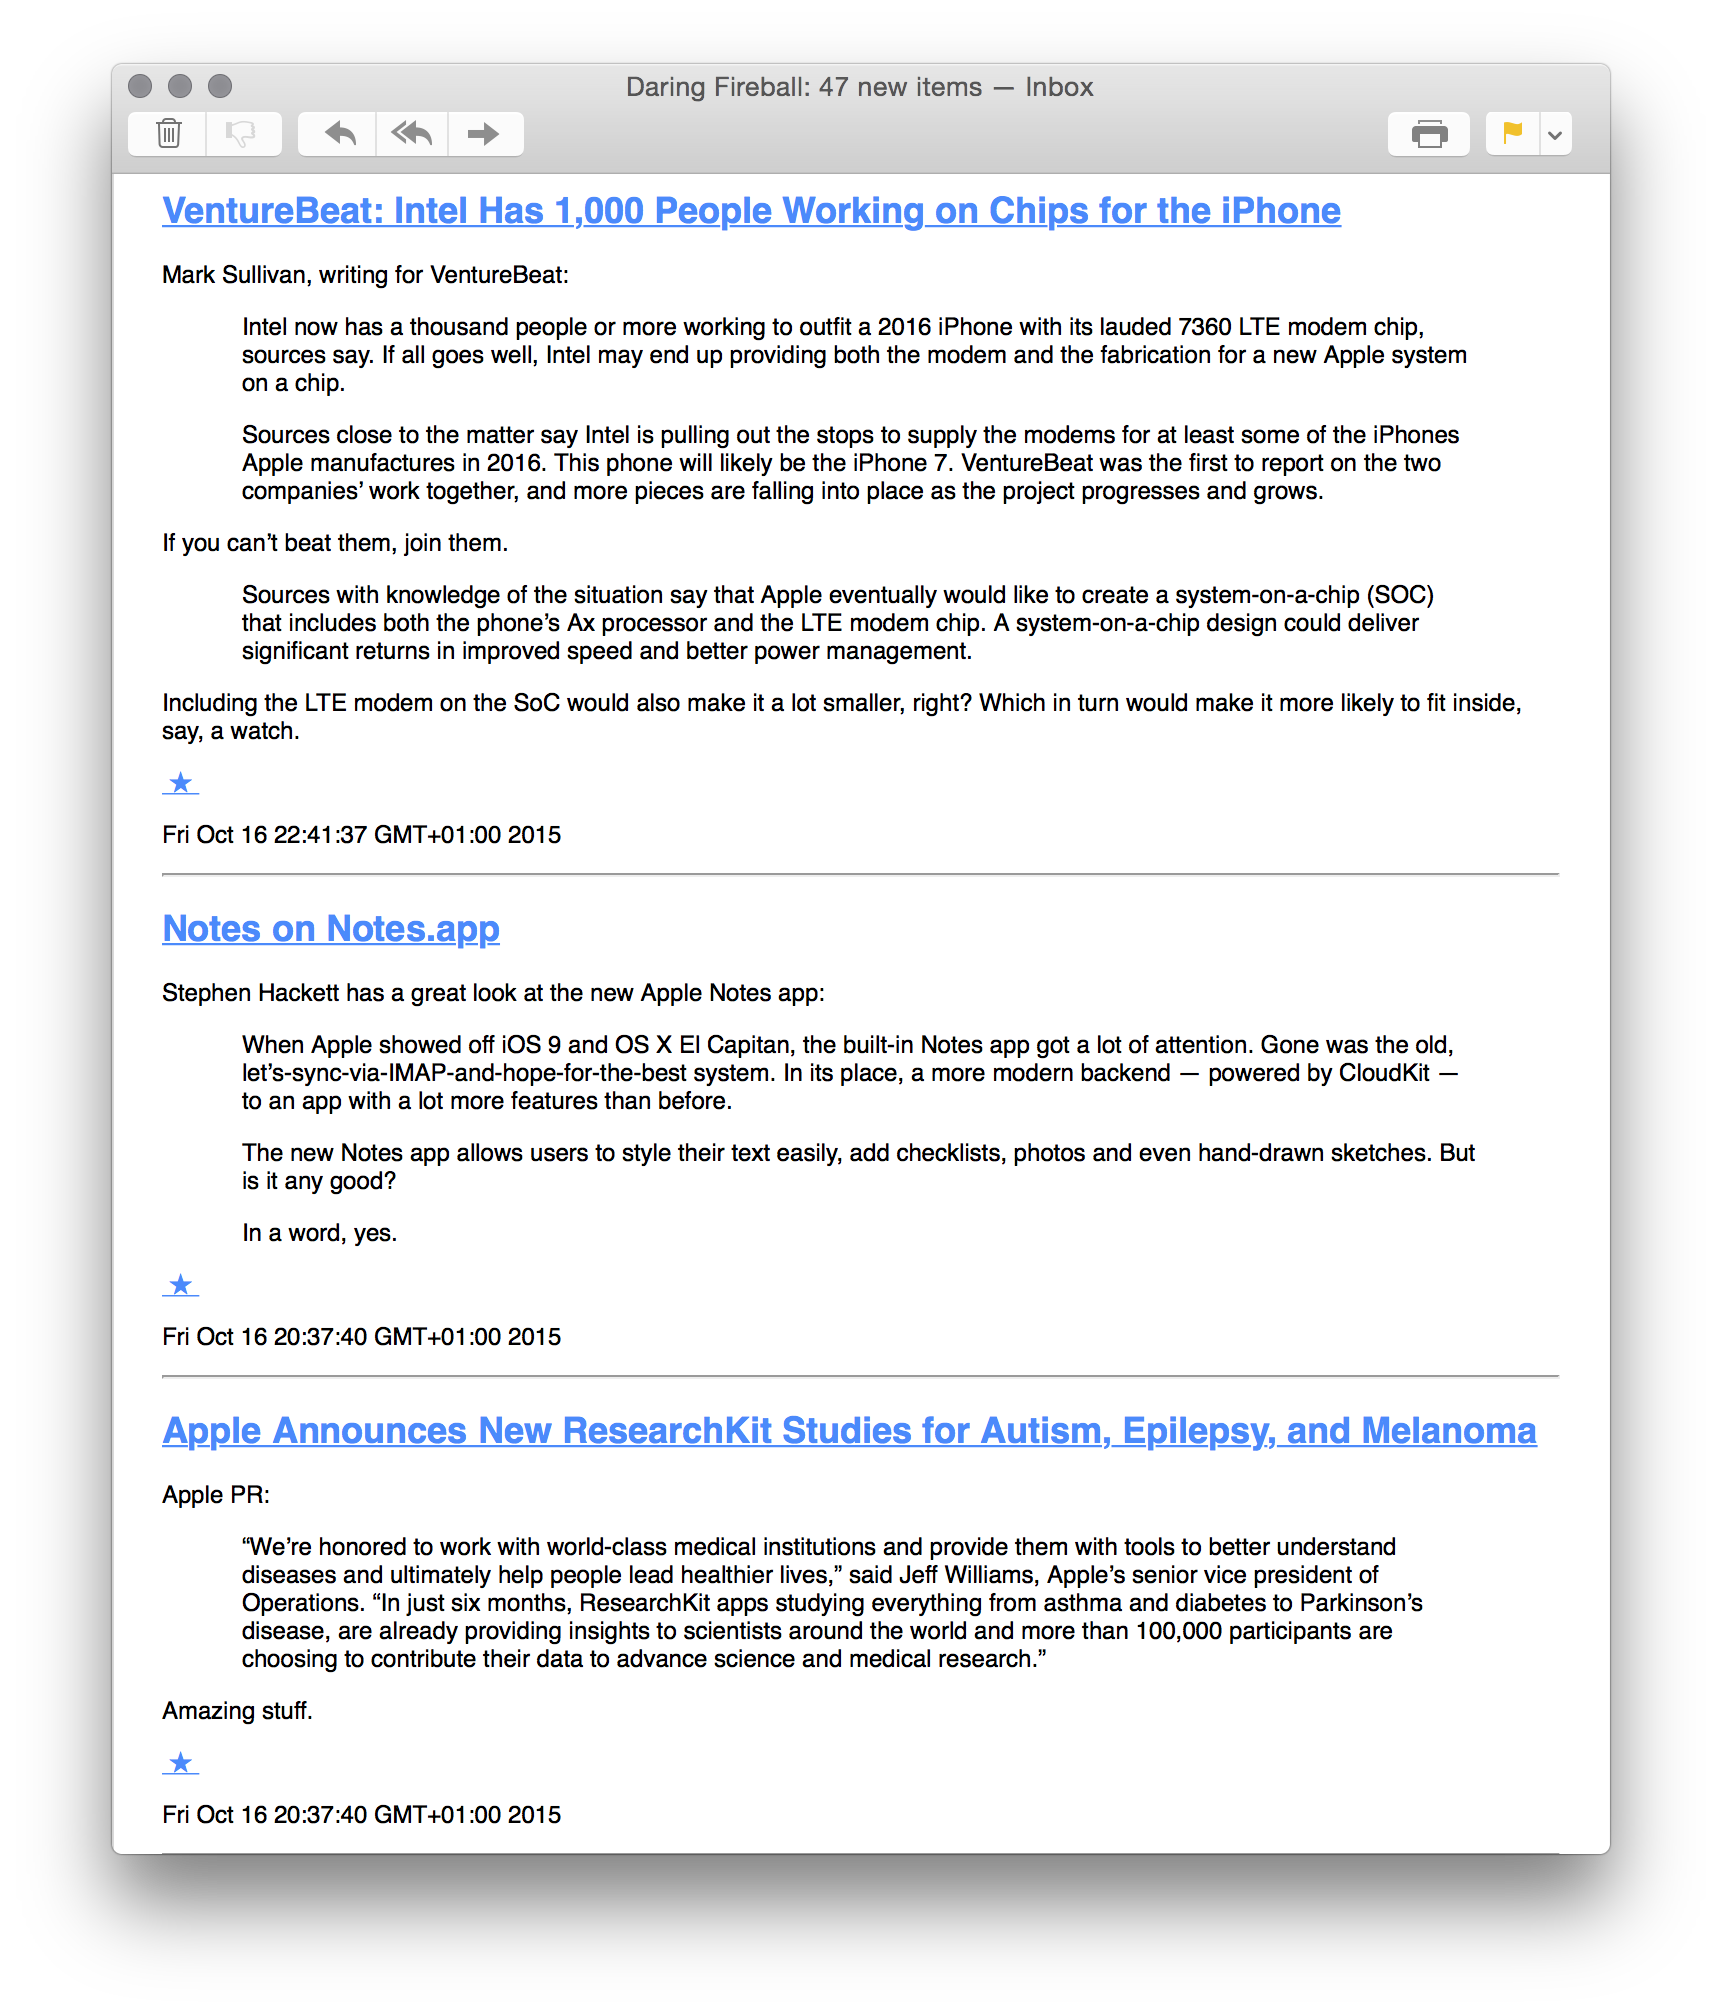 Daring Fireball: 47 new items — Inbox
VentureBeat: Intel Has 1,000 People Working on Chips for the iPhone
Mark Sullivan, writing for VentureBeat:
Intel now has a thousand people or more working to outfit a 2016 iPhone with its lauded 7360 LTE modem chip,
sources say. If all goes well, Intel may end up providing both the modem and the fabrication for a new Apple system
on a chip.
Sources close to the matter say Intel is pulling out the stops to supply the modems for at least some of the iPhones
Apple manufactures in 2016. This phone will likely be the iPhone 7. VentureBeat was the first to report on the two
companies’ work together, and more pieces are falling into place as the project progresses and grows.
If you can’t beat them, join them.
Sources with knowledge of the situation say that Apple eventually would like to create a system-on-a-chip (SOC)
that includes both the phone’s Ax processor and the LTE modem chip. A system-on-a-chip design could deliver
significant returns in improved speed and better power management.
Including the LTE modem on the SoC would also make it a lot smaller, right? Which in turn would make it more likely to fit inside,
say, a watch.
★
Fri Oct 16 22:41:37 GMT+01:00 2015
Notes on Notes.app
Stephen Hackett has a great look at the new Apple Notes app:
When Apple showed off iOS 9 and OS X El Capitan, the built-in Notes app got a lot of attention. Gone was the old,
let’s-sync-via-IMAP-and-hope-for-the-best system. In its place, a more modern backend — powered by CloudKit —
to an app with a lot more features than before.
The new Notes app allows users to style their text easily, add checklists, photos and even hand-drawn sketches. But
is it any good?
In a word, yes.
★
Fri Oct 16 20:37:40 GMT+01:00 2015
Apple Announces New ResearchKit Studies for Autism, Epilepsy, and Melanoma
Apple PR:
“We’re honored to work with world-class medical institutions and provide them with tools to better understand
diseases and ultimately help people lead healthier lives,” said Jeff Williams, Apple’s senior vice president of
Operations. “In just six months, ResearchKit apps studying everything from asthma and diabetes to Parkinson’s
disease, are already providing insights to scientists around the world and more than 100,000 participants are
choosing to contribute their data to advance science and medical research.”
Amazing stuff.
★
Fri Oct 16 20:37:40 GMT+01:00 2015